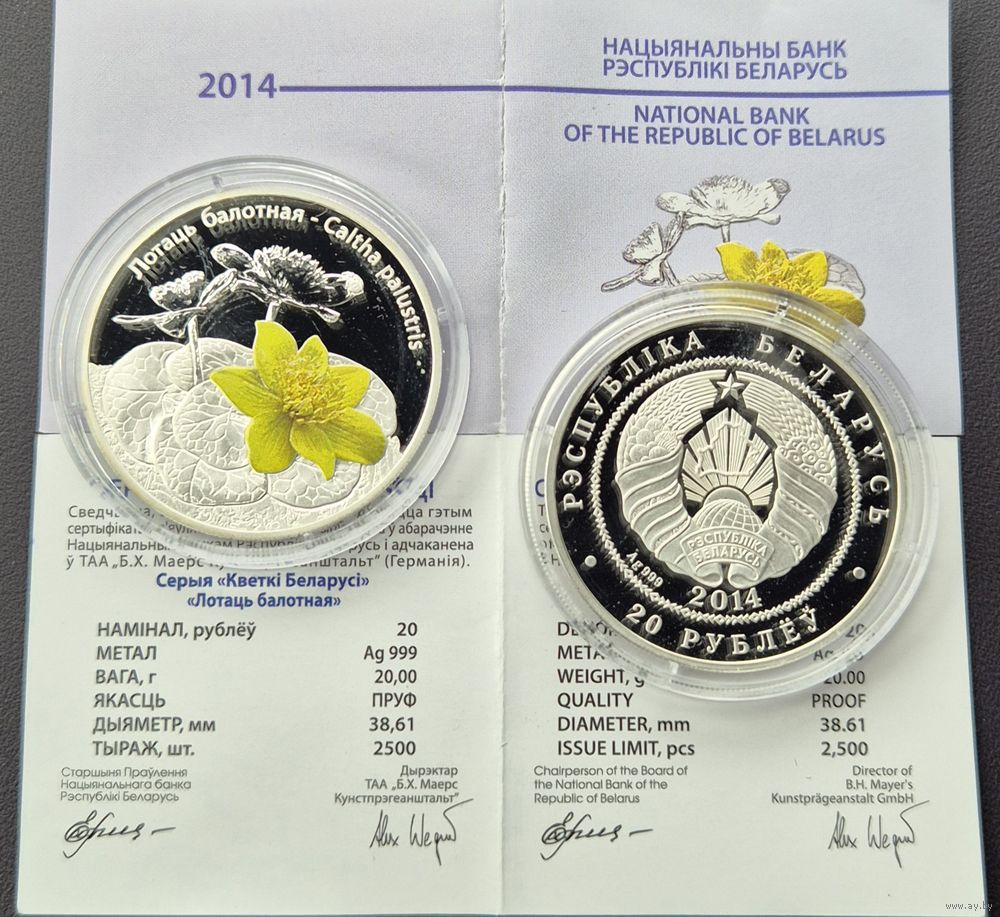 2014
НАЦЫЯНАЛЬНЫ БАНК
РЭСПУБЛІКІ БЕЛАРУСЬ
NATIONAL BANK
OF THE REPUBLIC OF BELARUS
Лотаць балотная - Caltha palustris
РЭСПУБЛІКА БЕЛАРУСЬ
РЭСПУБЛІКА
БЕЛАРУСЬ
Ag 999
2014
20 РУБЛЁЎ
гэтым
ў абарачэнне
і адчаканена
ў ТАА „Б.Х. Маерс (Германія).
Серыя «Кветкі Беларусі»
«Лотаць балотная»
НАМІНАЛ, рублёў 20
МЕТАЛ Ag 999
ВАГА, г 20,00
ЯКАСЦЬ ПРУФ
ДЫЯМЕТР, мм 38,61
ТЫРАЖ, шт. 2500
Старшыня Праўлення
Нацыянальнага банка
Рэспублікі Беларусь
Дырэктар
ТАА „Б.Х. Маерс
Кунстпрэгеанштальт"
WEIGHT, g 20.00
QUALITY PROOF
DIAMETER, mm 38.61
ISSUE LIMIT, pcs 2,500
Chairperson of the Board of
the National Bank of the
Republic of Belarus
Director of
B.H. Mayer's
Kunstprägeanstalt GmbH
www.ay.by